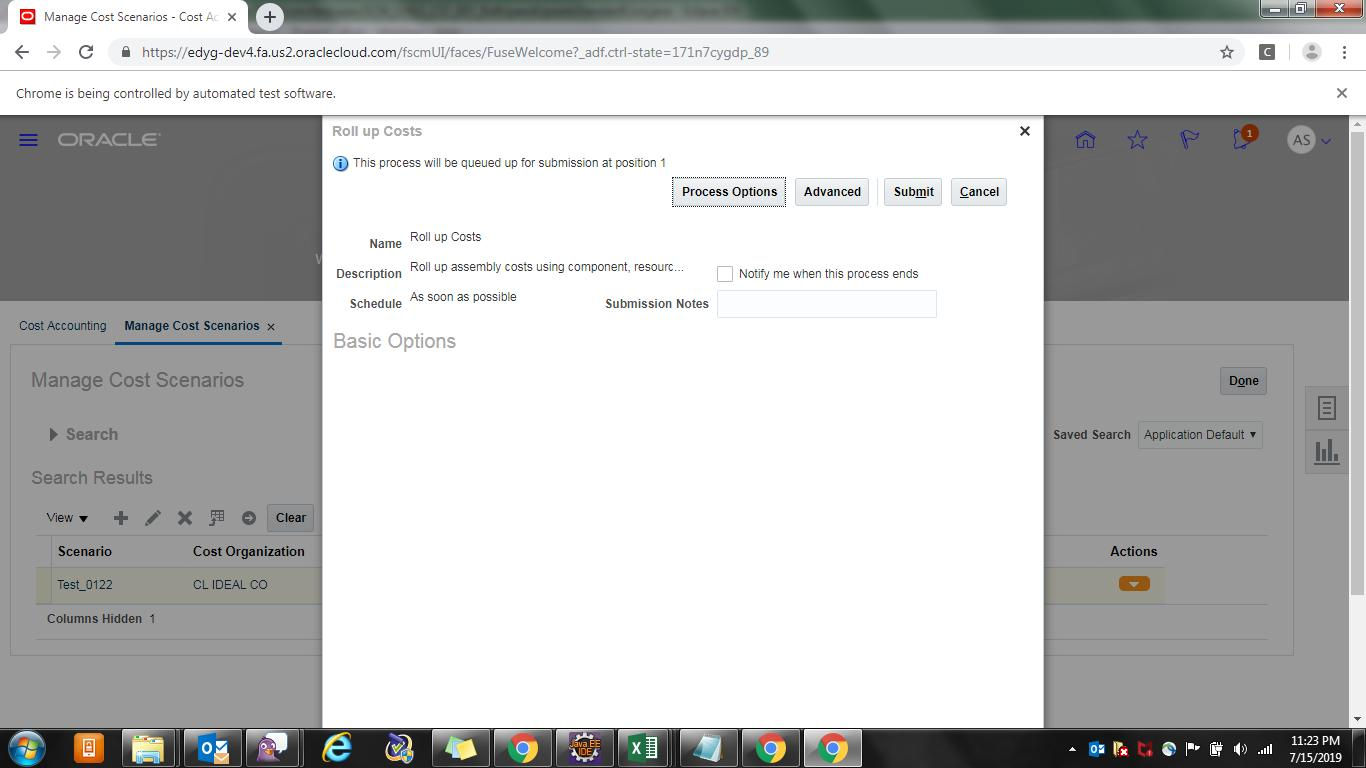 Manage Cost Scenarios - Cost Ac
https://edyg-dev4.fa.us2.oraclecloud.com/fscmUI/faces/FuseWelcome?_adf.ctrl-state=171n7cygdp_89
C
Chrome is being controlled by automated test software.
ORACLE
1
AS
Roll up Costs
This process will be queued up for submission at position 1
Process Options
Advanced
Submit
Cancel
Name Roll up Costs
Description Roll up assembly costs using component, resourc...
Notify me when this process ends
Schedule As soon as possible
Submission Notes
Basic Options
Cost Accounting
Manage Cost Scenarios
Manage Cost Scenarios
Done
Search
Saved Search Application Default
Search Results
View
Clear
Scenario Cost Organization Actions
Test_0122 CL IDEAL CO
Columns Hidden 1
Java EE
IDE
11:23 PM
7/15/2019